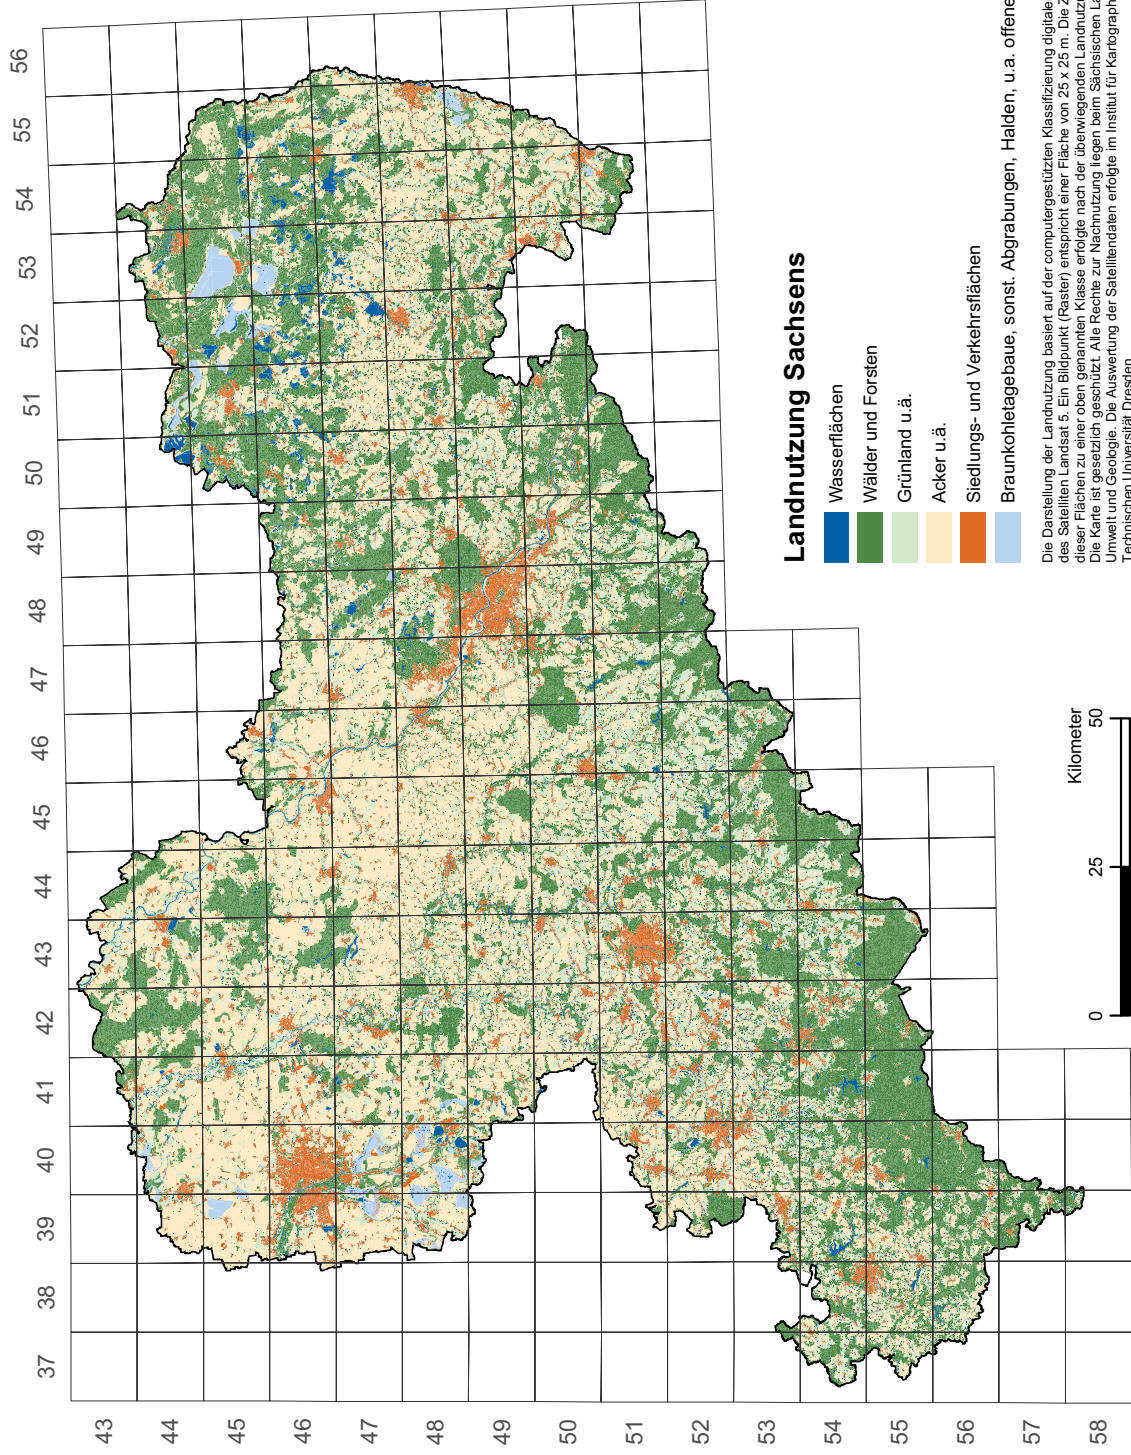 56
55
54
53
52
51
50
49
48
47
46
45
44
43
42
41
40
39
38
37
43
44
45
46
47
48
49
50
51
52
53
54
55
56
57
58
Landnutzung Sachsens
Wasserflächen
Wälder und Forsten
Grünland u.ä.
Acker u.ä.
Siedlungs- und Verkehrsflächen
Braunkohletagebaue, sonst. Abgrabungen, Halden, u.a. offene
Die Darstellung der Landnutzung basiert auf der computergestützten Klassifizierung digitale
des Satelliten Landsat 5. Ein Bildpunkt (Raster) entspricht einer Fläche von 25 x 25 m. Die Z
dieser Flächen zu einer oben genannten Klasse erfolgte nach der überwiegenden Landnutzu
Die Karte ist gesetzlich geschützt. Alle Rechte zur Nachnutzung liegen beim Sächsischen La
Umwelt und Geologie. Die Auswertung der Satellitendaten erfolgte im Institut für Kartograph
Technischen Universität Dresden
Kilometer
0 25 50